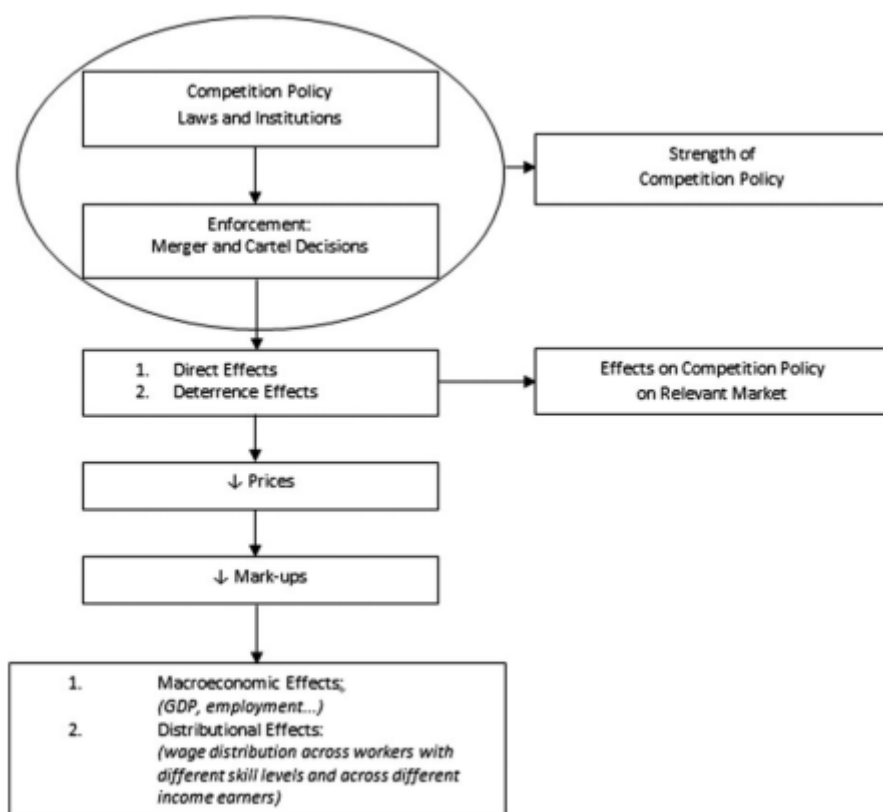 Competition Policy
Laws and Institutions
Strength of
Competition Policy
Enforcement:
Merger and Cartel Decisions
1. Direct Effects
2. Deterrence Effects
Effects on Competition Policy
on Relevant Market
↓ Prices
↓ Mark-ups
1. Macroeconomic Effects;
(GDP, employment...)
2. Distributional Effects:
(wage distribution across workers with
different skill levels and across different
income earners)